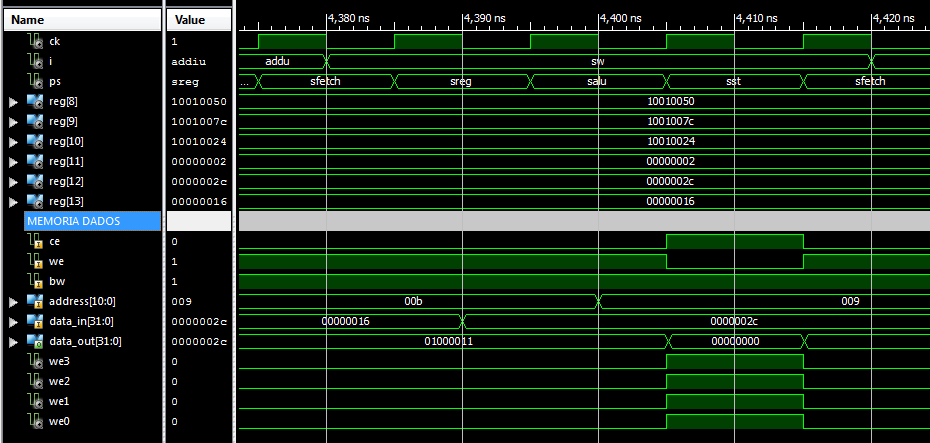 Name Value 4,380 ns 4,390 ns 4,400 ns 4,410 ns 4,420 ns
ck 1
i addiu addu sw
ps sreg ... sfetch sreg salu sst sfetch
reg[8] 10010050 10010050
reg[9] 1001007c 1001007c
reg[10] 10010024 10010024
reg[11] 00000002 00000002
reg[12] 0000002c 0000002c
reg[13] 00000016 00000016
MEMORIA DADOS
ce 0
we 1
bw 1
address[10:0] 009 00b 009
data_in[31:0] 0000002c 00000016 0000002c
data_out[31:0] 0000002c 01000011 00000000
we3 0
we2 0
we1 0
we0 0